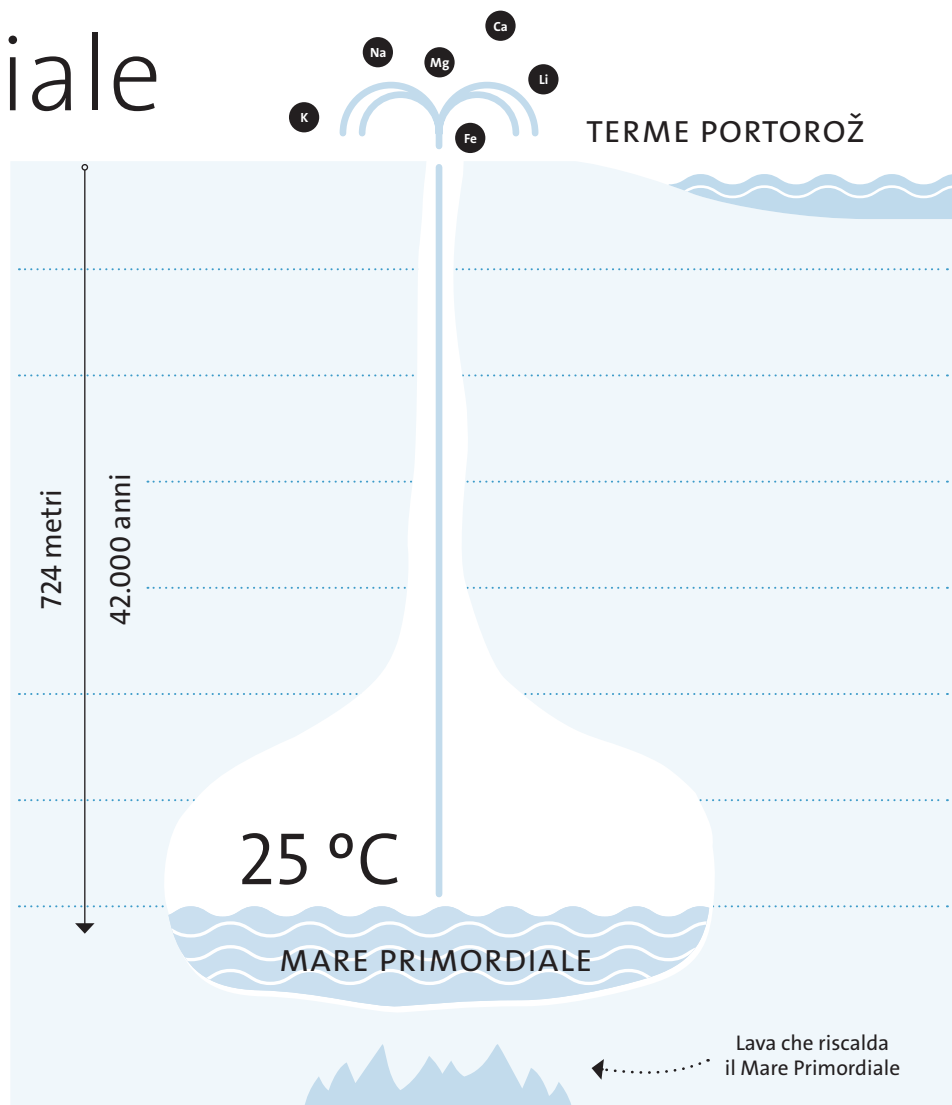 iale
Ca
Na
Mg
Li
K
Fe
TERME PORTOROŽ
724 metri
42.000 anni
25 ºC
MARE PRIMORDIALE
Lava che riscalda
il Mare Primordiale